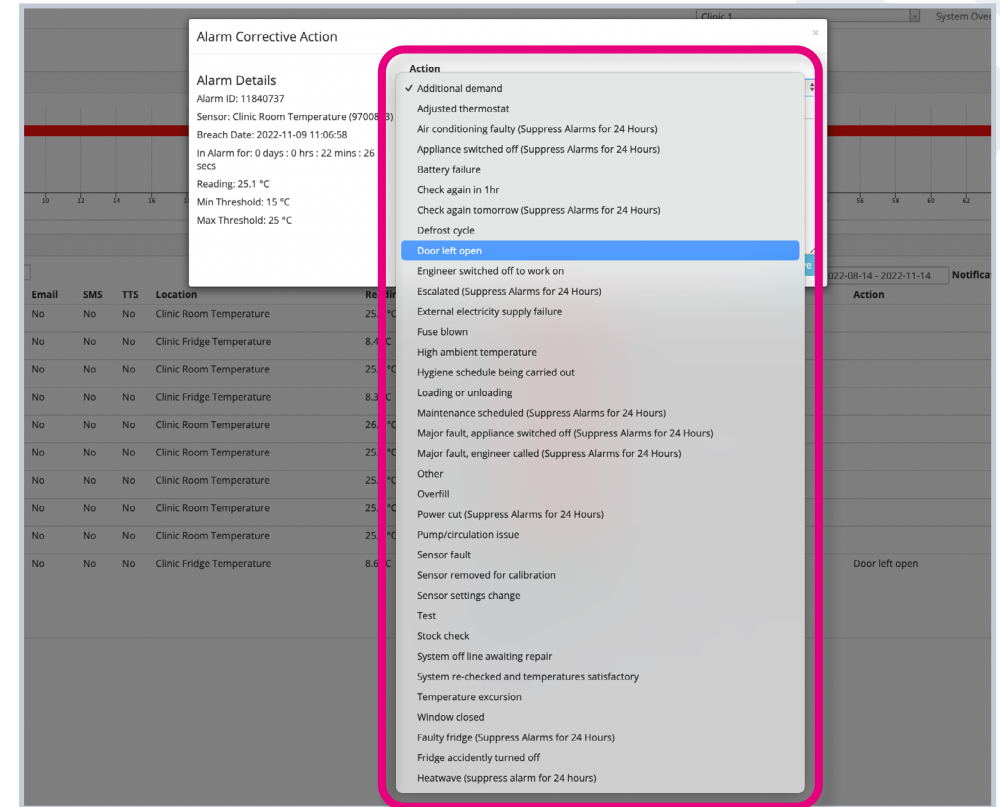 Clinic 1
System Over
Alarm Corrective Action
×
Alarm Details
Alarm ID: 11840737
Sensor: Clinic Room Temperature
Breach Date: 2022-11-09 11:06:58
In Alarm for: 0 days : 0 hrs : 22 mins : 26
secs
Reading: 25.1 °C
Min Threshold: 15 °C
Max Threshold: 25 °C
Action
✓ Additional demand
Adjusted thermostat
Air conditioning faulty (Suppress Alarms for 24 Hours)
Appliance switched off (Suppress Alarms for 24 Hours)
Battery failure
Check again in 1hr
Check again tomorrow (Suppress Alarms for 24 Hours)
Defrost cycle
Door left open
Engineer switched off to work on
Escalated (Suppress Alarms for 24 Hours)
External electricity supply failure
Fuse blown
High ambient temperature
Hygiene schedule being carried out
Loading or unloading
Maintenance scheduled (Suppress Alarms for 24 Hours)
Major fault, appliance switched off (Suppress Alarms for 24 Hours)
Major fault, engineer called (Suppress Alarms for 24 Hours)
Other
Overfill
Power cut (Suppress Alarms for 24 Hours)
Pump/circulation issue
Sensor fault
Sensor removed for calibration
Sensor settings change
Test
Stock check
System off line awaiting repair
System re-checked and temperatures satisfactory
Temperature excursion
Window closed
Faulty fridge (Suppress Alarms for 24 Hours)
Fridge accidently turned off
Heatwave (suppress alarm for 24 hours)
10 12 14 16 56 58 60 62
022-08-14 - 2022-11-14 Notifica
Email SMS TTS Location Action
No No No Clinic Room Temperature
No No No Clinic Fridge Temperature
No No No Clinic Room Temperature
No No No Clinic Fridge Temperature
No No No Clinic Room Temperature
No No No Clinic Room Temperature
No No No Clinic Room Temperature
No No No Clinic Room Temperature
No No No Clinic Room Temperature
No No No Clinic Fridge Temperature Door left open